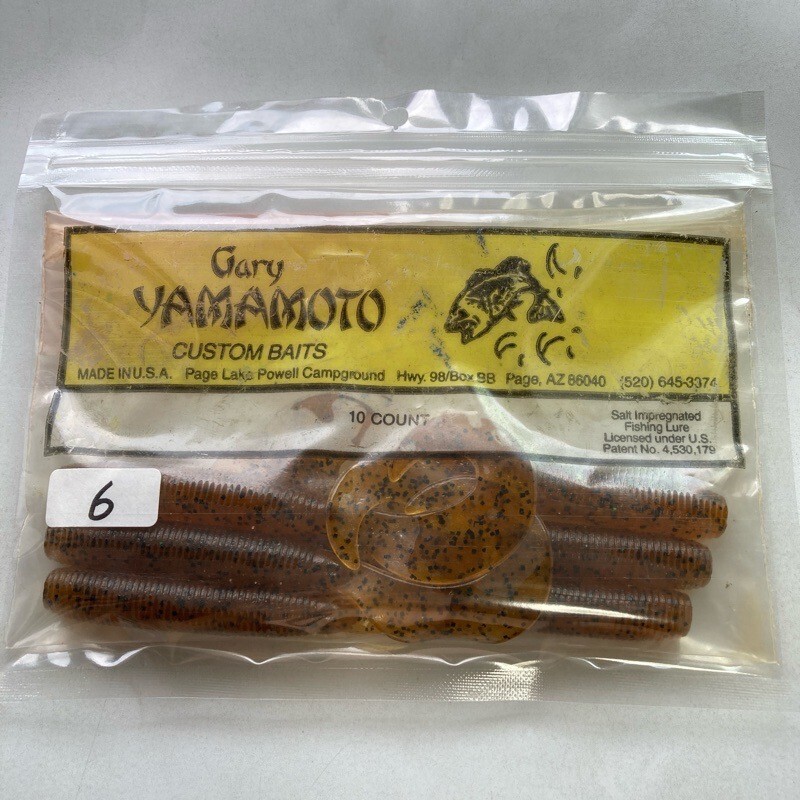 Gary
YAMAMOTO
CUSTOM BAITS
MADE IN U.S.A. Page Lake Powell Campground Hwy. 98/Box BB Page, AZ 86040 (520) 645-3374
10 COUNT
Salt Impregnated
Fishing Lure
Licensed under U.S.
Patent No. 4,530,179
6